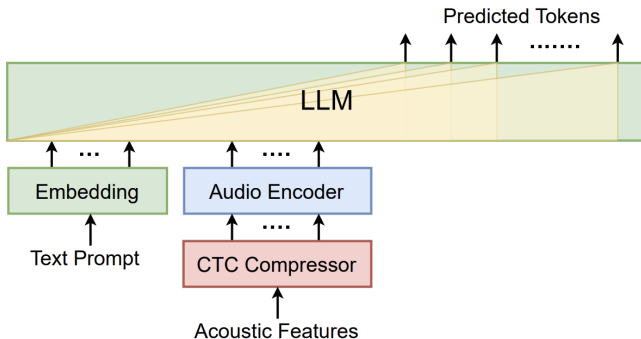 Predicted Tokens
LLM
Embedding
Audio Encoder
Text Prompt
CTC Compressor
Acoustic Features